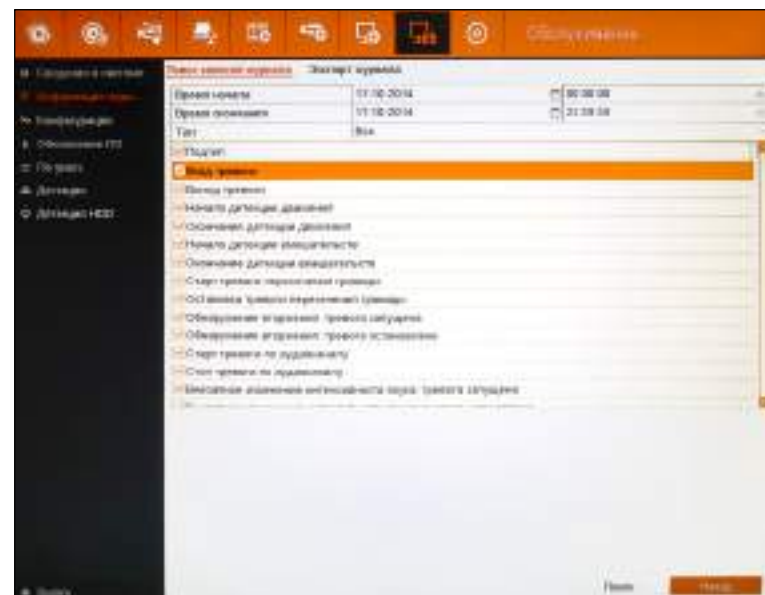 Обслуживание
Сведения о системе
Поиск записей журнала Экспорт журнала
Информация
Время начала 17-10-2014 00:00:00
Время окончания 17-10-2014 23:59:59
Конфигурация
Тип Все
Обновление ПО
Подтип
По умолч.
Вход тревоги
Детекция
Выход тревоги
Детекция HDD
Начало детекции движения
Окончание детекции движения
Начало детекции вмешательств
Окончание детекции вмешательств
Старт тревоги пересечения границы
Остановка тревоги пересечения границы
Обнаружение вторжения: тревога запущена
Обнаружение вторжения: тревога остановлена
Старт тревоги по аудиоканалу
Стоп тревоги по аудиоканалу
Внезапное изменение интенсивности звука: тревога запущена
Поиск Назад